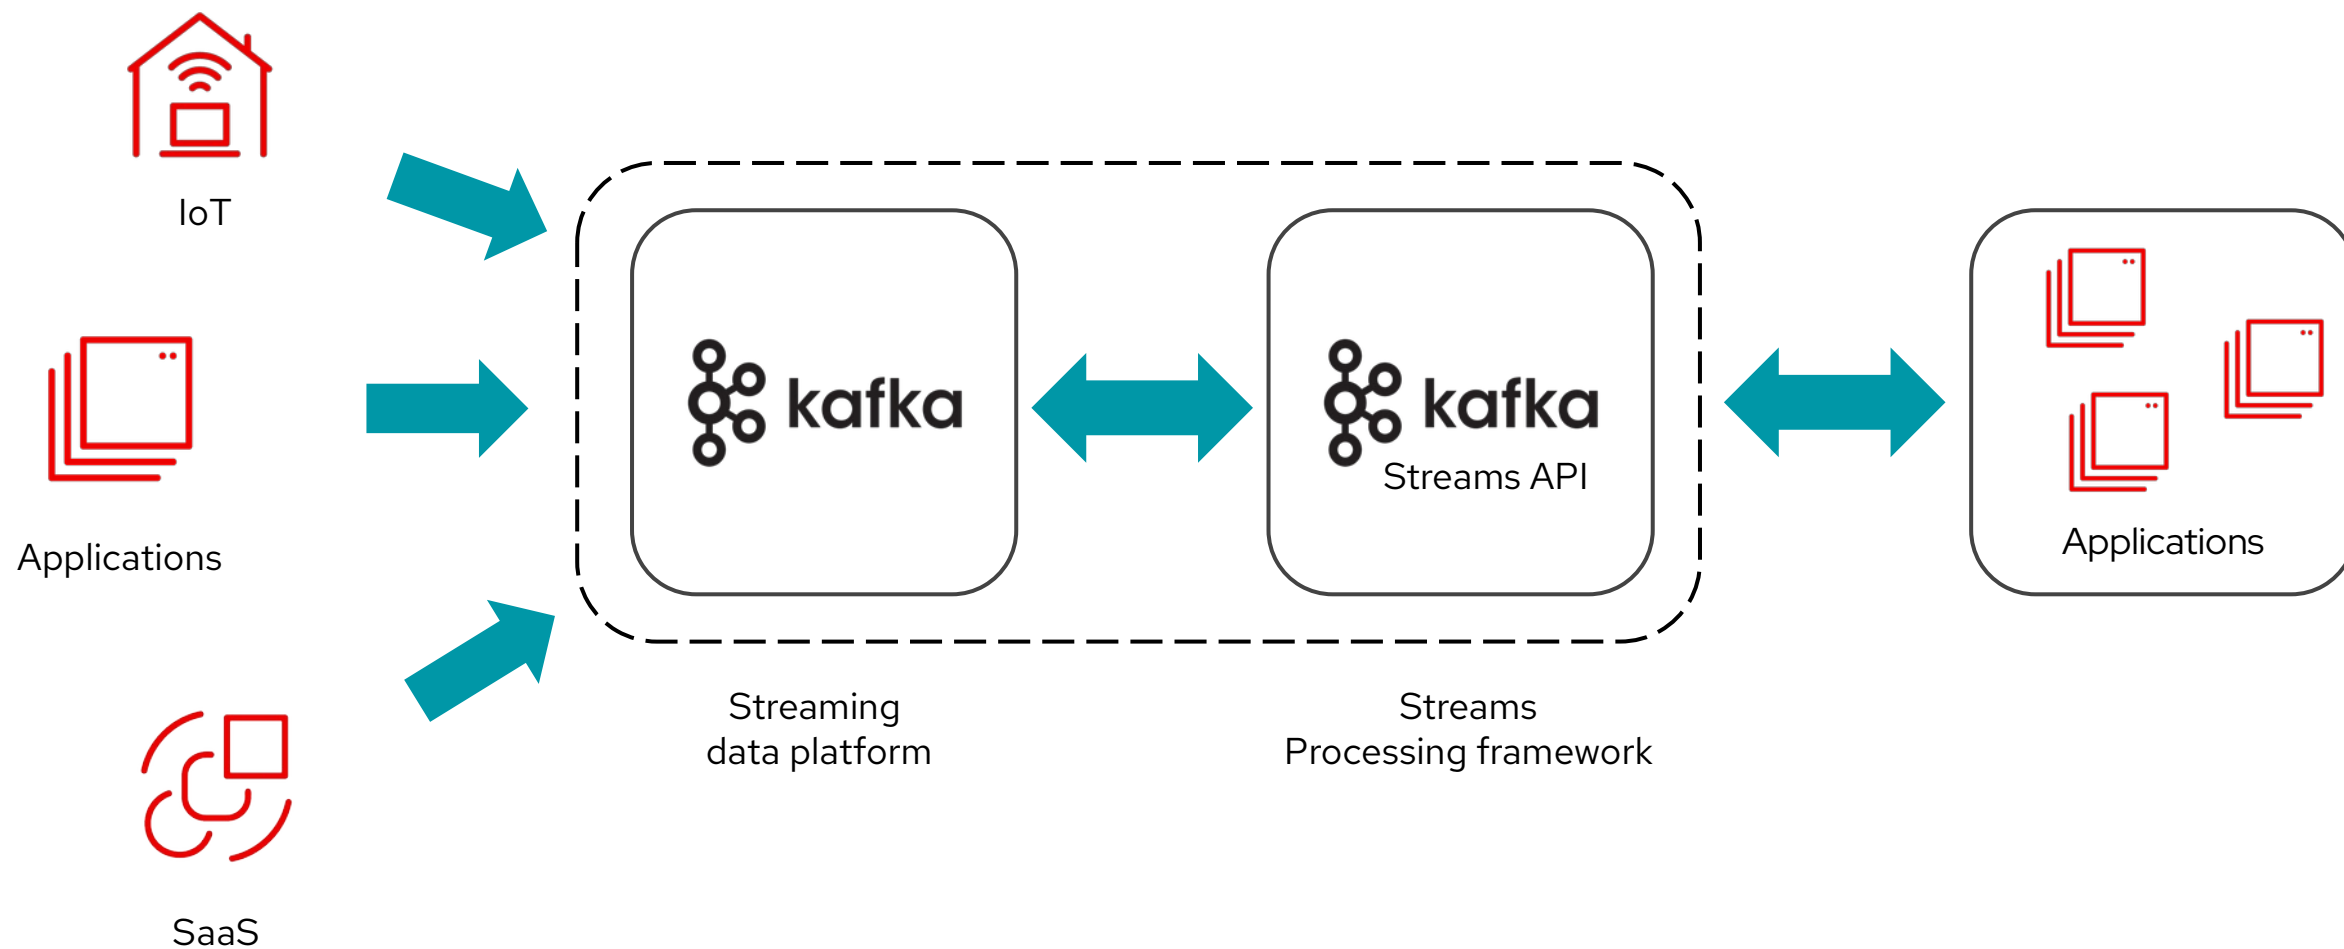 IoT
Applications
SaaS
kafka
Streaming
data platform
kafka
Streams API
Streams
Processing framework
Applications